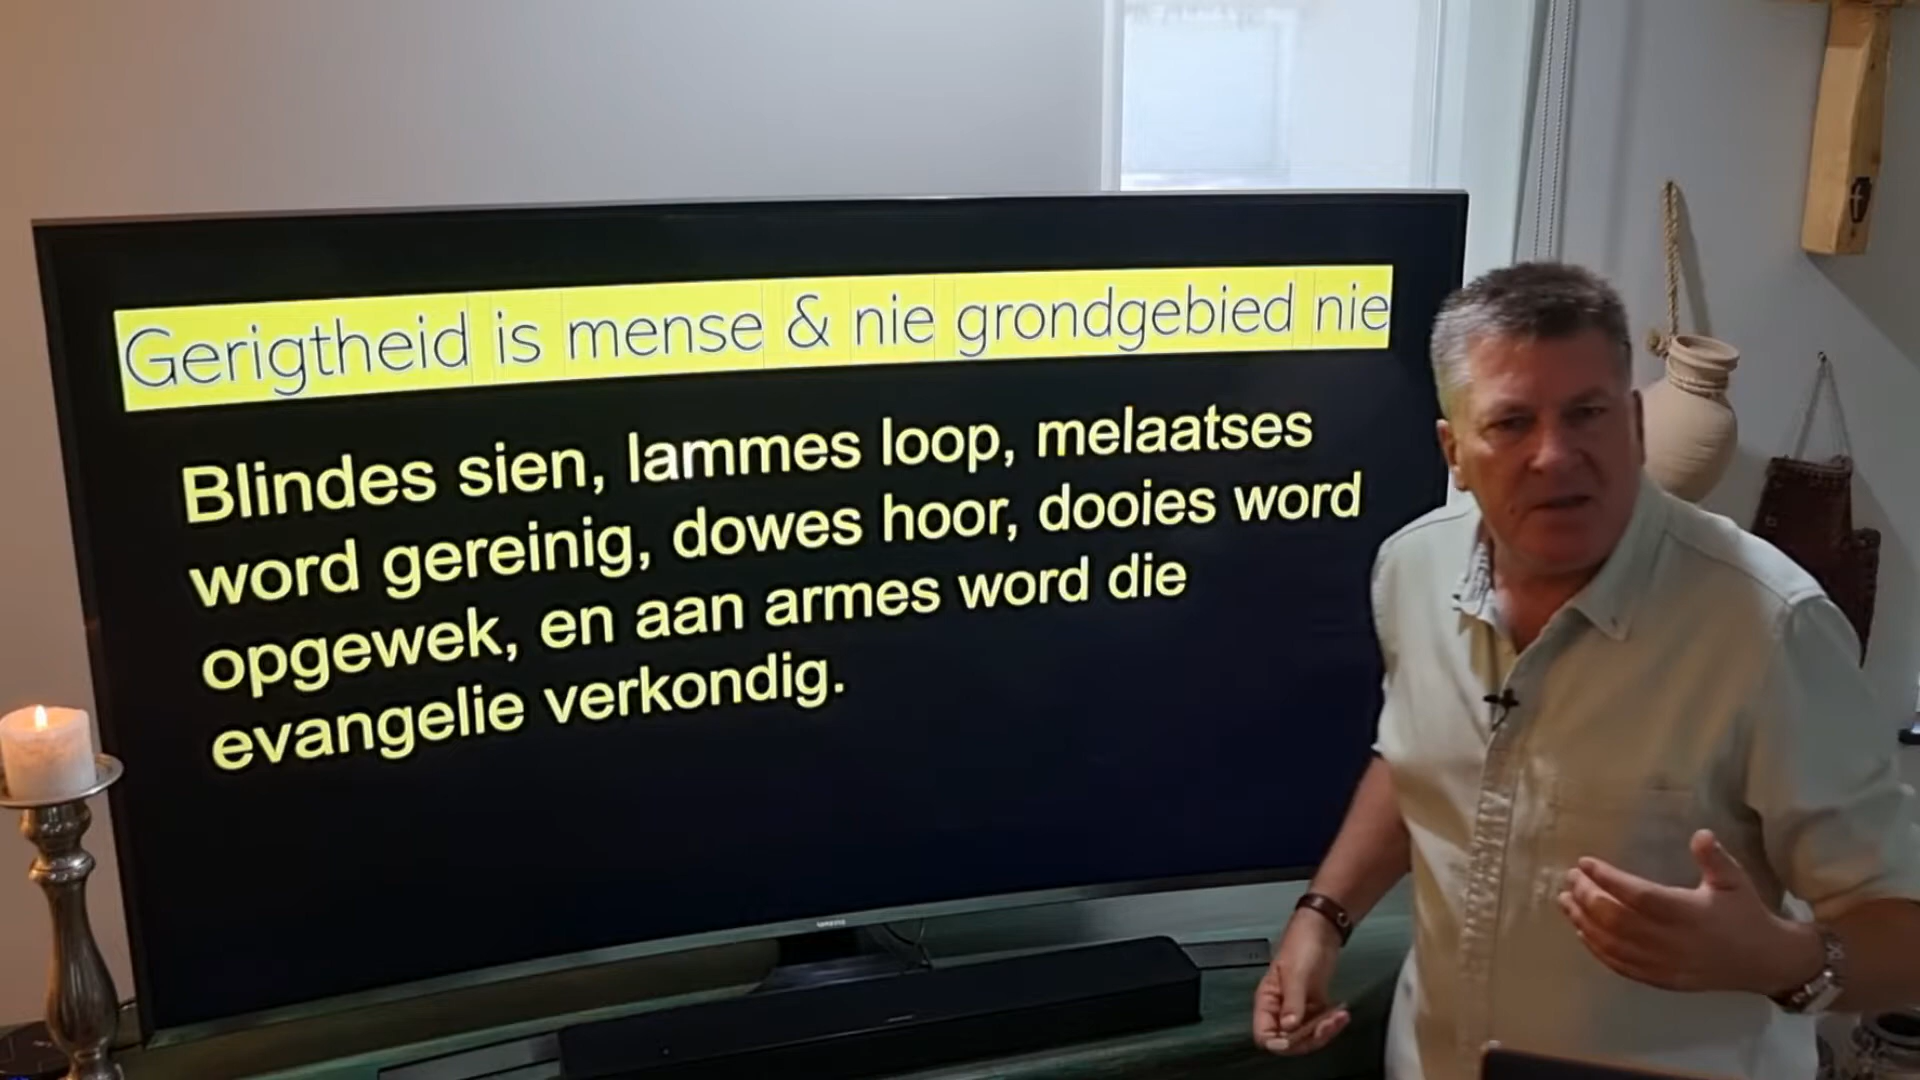 Gerigtheid is mense & nie grondgebied nie
Blindes sien, lammes loop, melaatses
word gereinig, dowes hoor, dooies word
opgewek, en aan armes word die
evangelie verkondig.
SAMSUNG